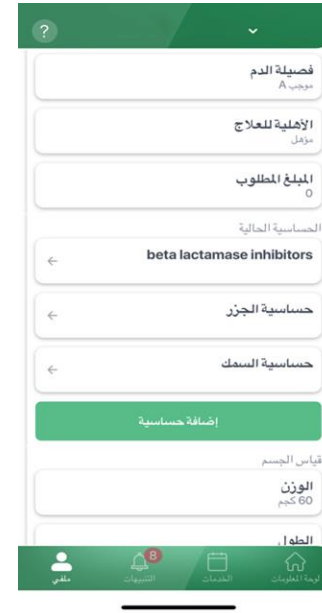 ?
فصيلة الدم
موجب A
الأهلية للعلاج
مؤهل
المبلغ المطلوب
0
الحساسية الحالية
beta lactamase inhibitors
حساسية الجزر
حساسية السمك
إضافة حساسية
قياس الجسم
الوزن
60 كجم
الطول
8
لوحة المعلومات
الخدمات
التنبيهات
ملفي